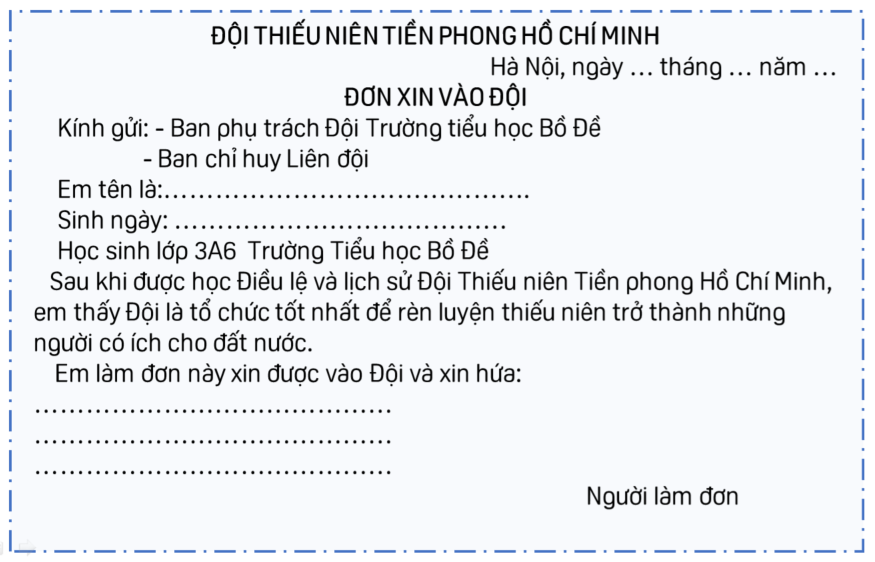 ĐỘI THIẾU NIÊN TIỀN PHONG HỒ CHÍ MINH
Hà Nội, ngày ... tháng ... năm ...
ĐƠN XIN VÀO ĐỘI
Kính gửi: - Ban phụ trách Đội Trường tiểu học Bồ Đề
- Ban chỉ huy Liên đội
Em tên là:..........................................
Sinh ngày: ......................................
Học sinh lớp 3A6 Trường Tiểu học Bồ Đề
Sau khi được học Điều lệ và lịch sử Đội Thiếu niên Tiền phong Hồ Chí Minh,
em thấy Đội là tổ chức tốt nhất để rèn luyện thiếu niên trở thành những
người có ích cho đất nước.
Em làm đơn này xin được vào Đội và xin hứa:
.........................................
.........................................
.........................................
Người làm đơn